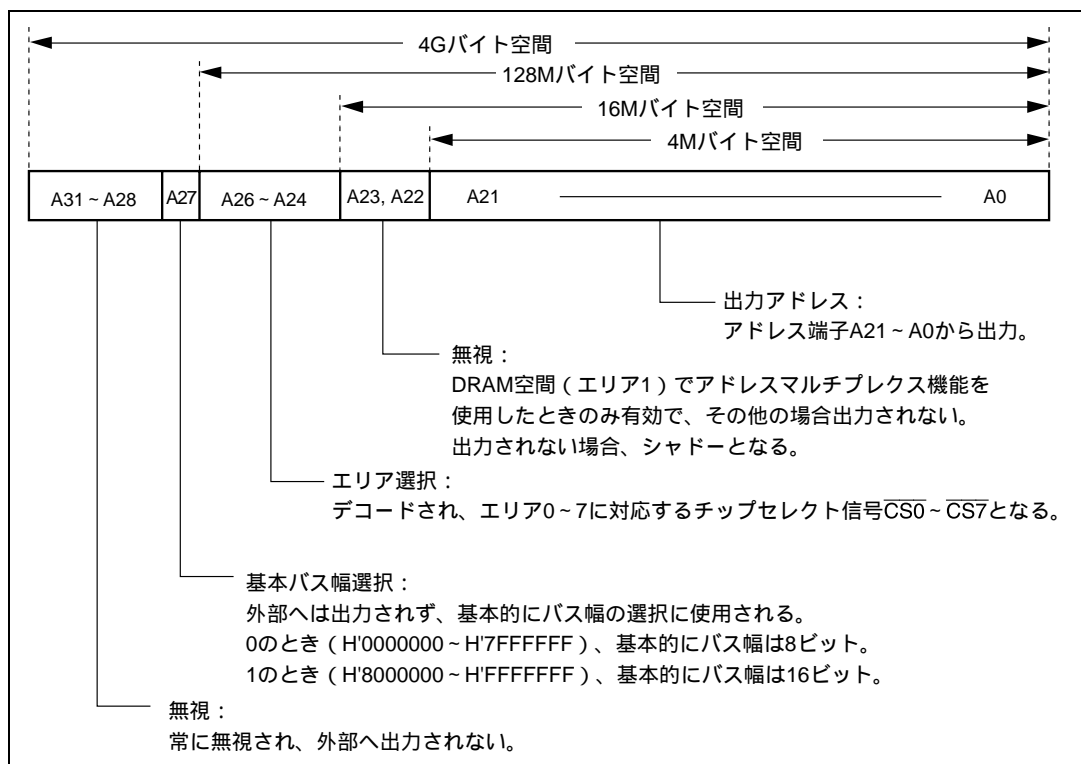 4Gバイト空間
128Mバイト空間
16Mバイト空間
4Mバイト空間
A31~A28 A27 A26~A24 A23, A22 A21 A0
出力アドレス:
アドレス端子A21~A0から出力。
無視:
DRAM空間(エリア1)でアドレスマルチプレクス機能を
使用したときのみ有効で、その他の場合出力されない。
出力されない場合、シャドーとなる。
エリア選択:
デコードされ、エリア0~7に対応するチップセレクト信号C̅S̅0̅~C̅S̅7̅となる。
基本バス幅選択:
外部へは出力されず、基本的にバス幅の選択に使用される。
0のとき(H'0000000~H'7FFFFFF)、基本的にバス幅は8ビット。
1のとき(H'8000000~H'FFFFFFF)、基本的にバス幅は16ビット。
無視:
常に無視され、外部へ出力されない。